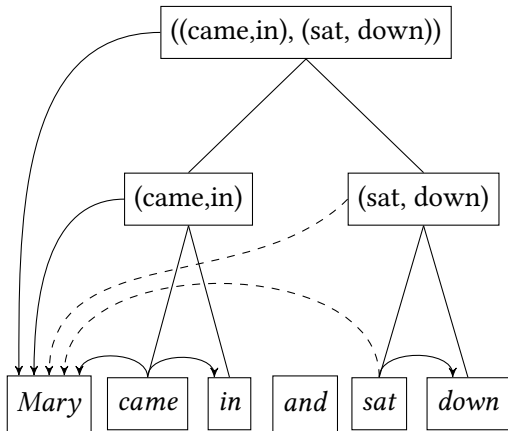 ((came,in), (sat, down))
(came,in) (sat, down)
Mary came in and sat down